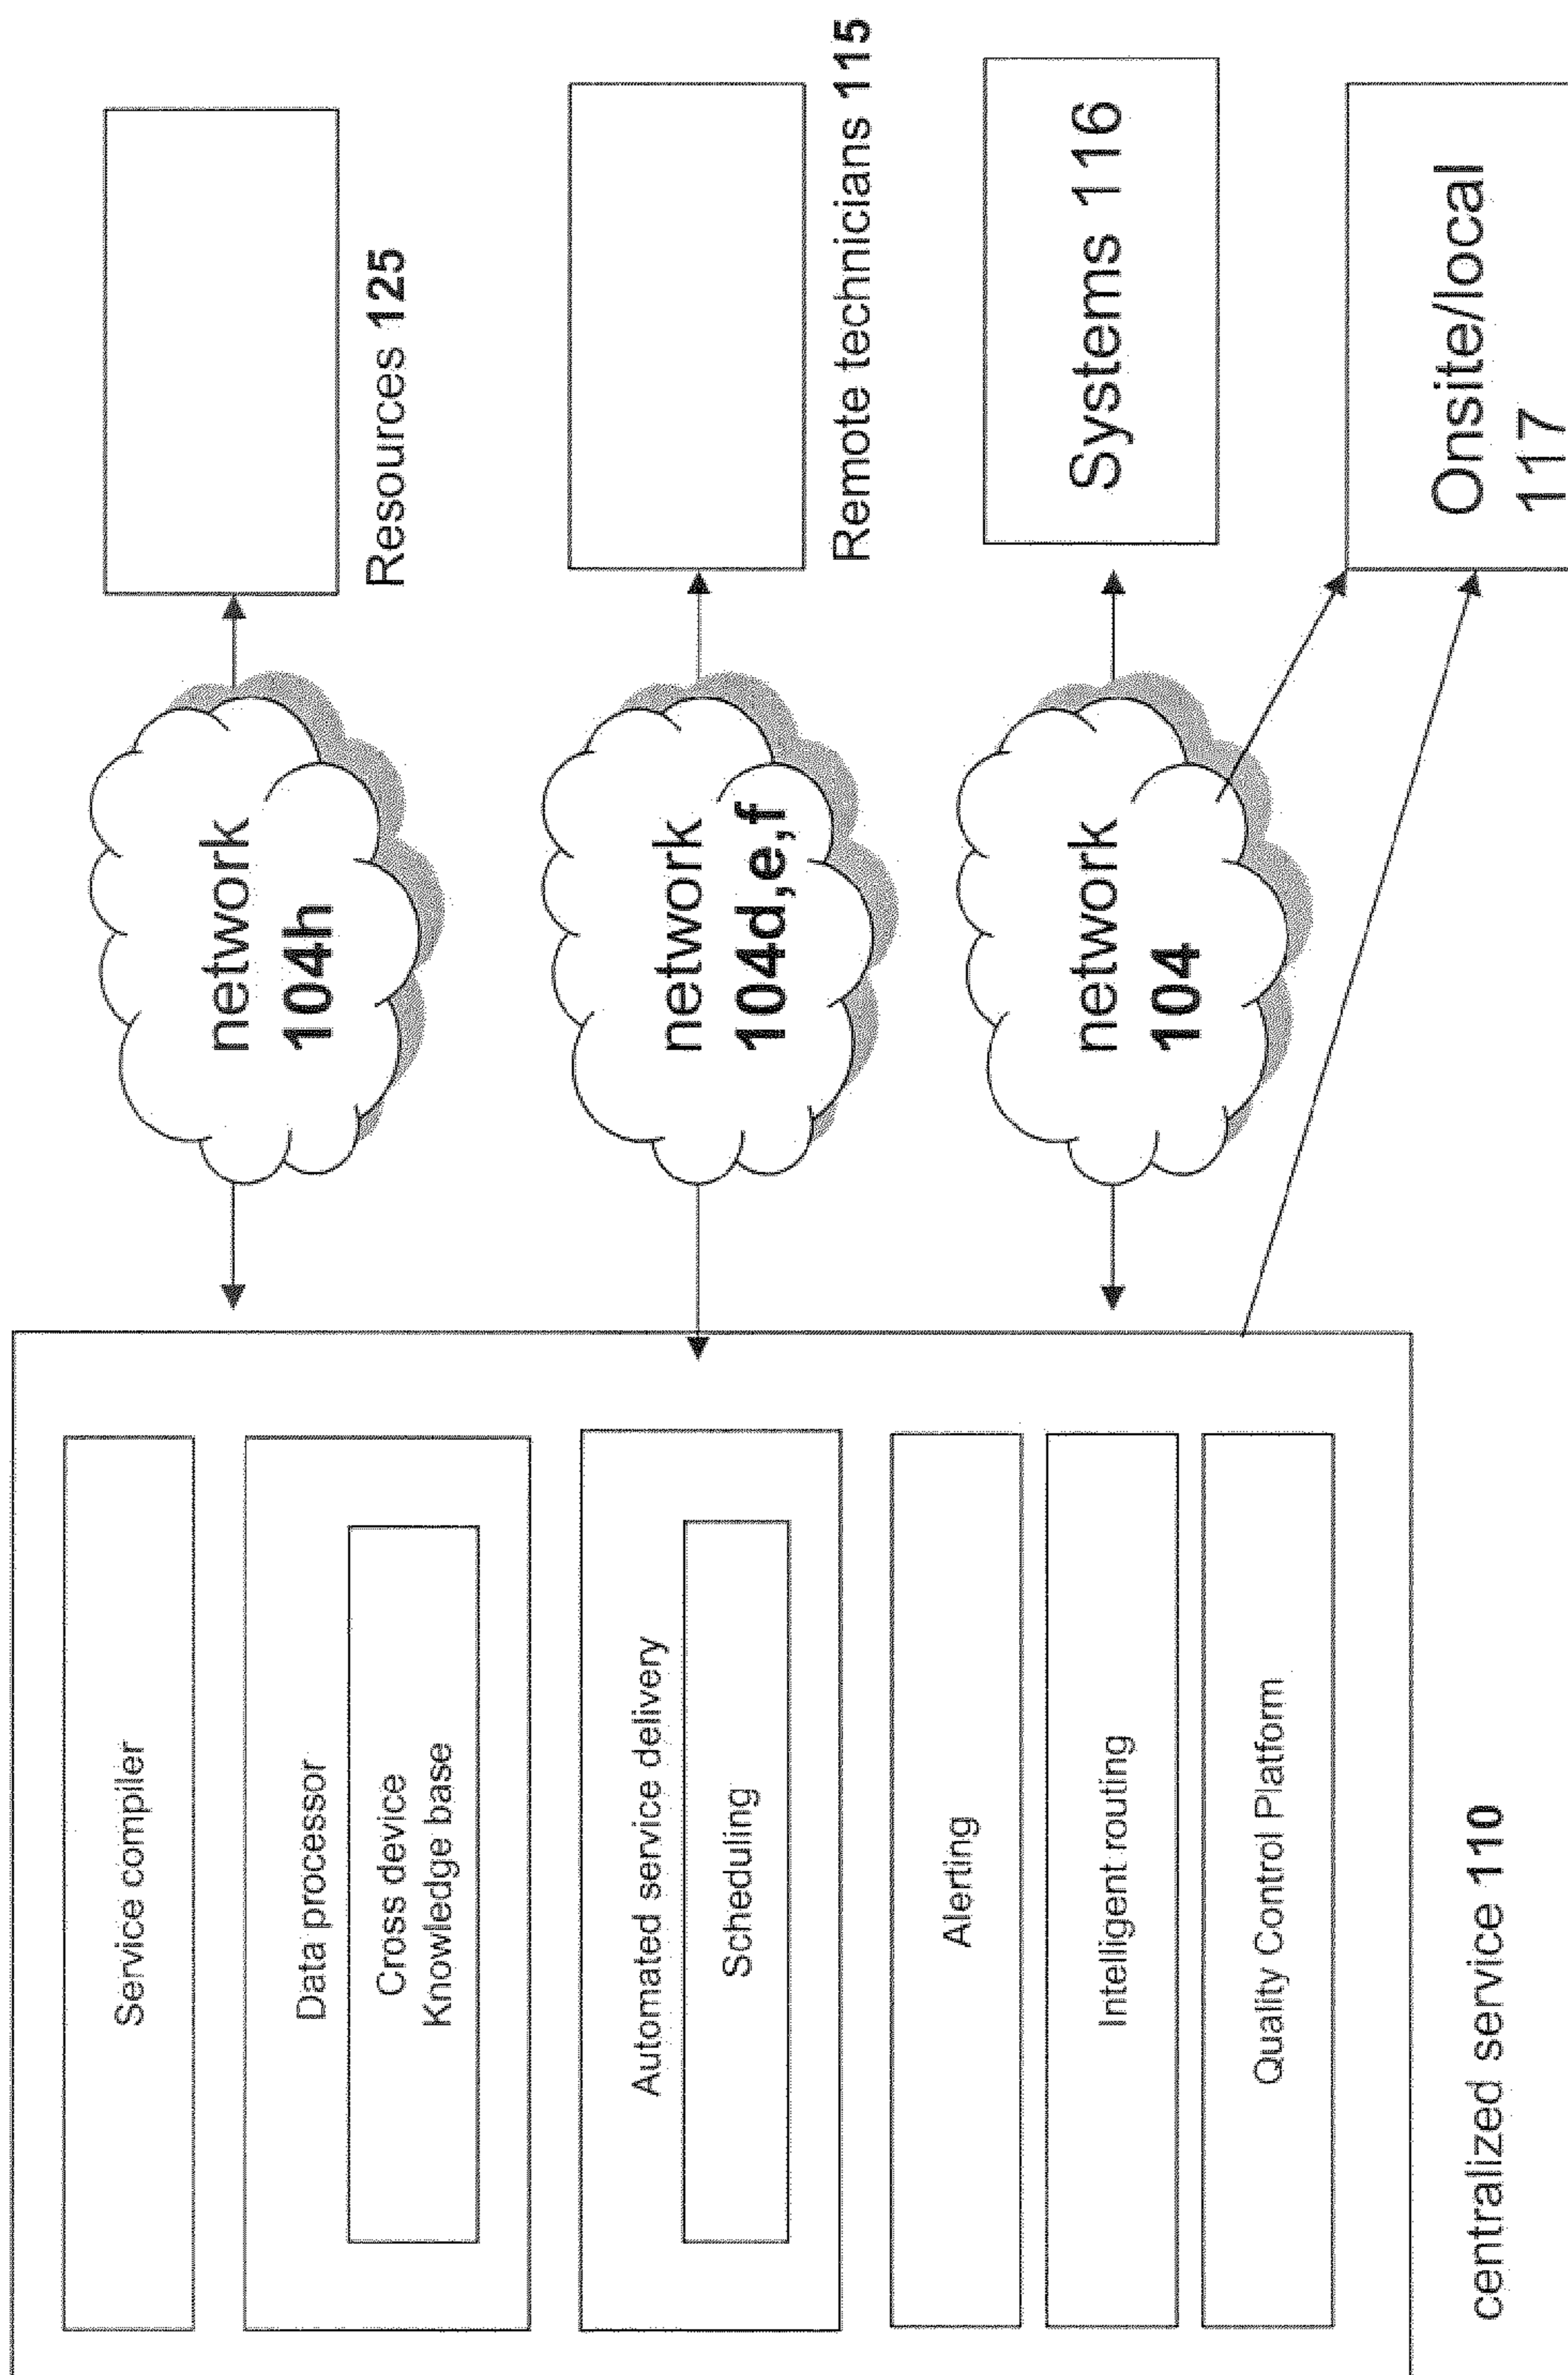 Service compiler
Data processor
Cross device
Knowledge base
Automated service delivery
Scheduling
Alerting
Intelligent routing
Quality Control Platform
centralized service 110
network
104h
network
104d,e,f
network
104
Resources 125
Remote technicians 115
Systems 116
Onsite/local
117